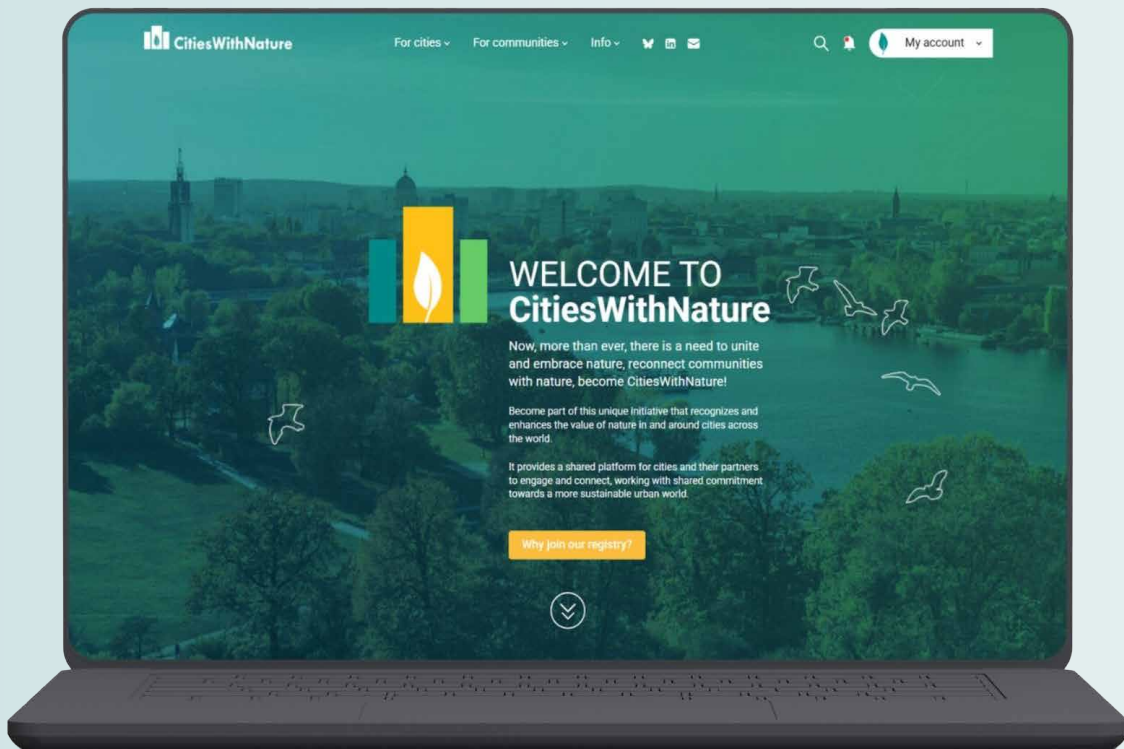 CitiesWithNature
For cities
For communities
Info
My account
WELCOME TO
CitiesWithNature
Now, more than ever, there is a need to unite
and embrace nature, reconnect communities
with nature, become CitiesWithNature!
Become part of this unique initiative that recognizes and
enhances the value of nature in and around cities across
the world.
It provides a shared platform for cities and their partners
to engage and connect, working with shared commitment
towards a more sustainable urban world.
Why join our registry?